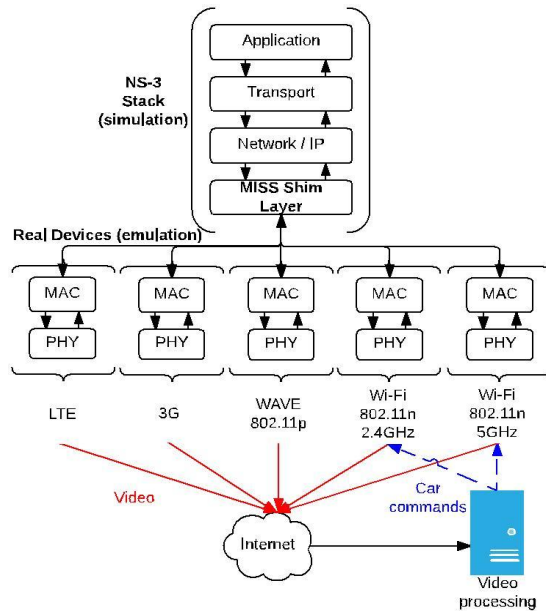 Application
NS-3
Stack
(simulation)
Transport
Network / IP
MISS Shim
Layer
Real Devices (emulation)
MAC
MAC
MAC
MAC
MAC
PHY
PHY
PHY
PHY
PHY
LTE
3G
WAVE
802.11p
Wi-Fi
802.11n
2.4GHz
Wi-Fi
802.11n
5GHz
Video
Car
commands
Internet
Video
processing